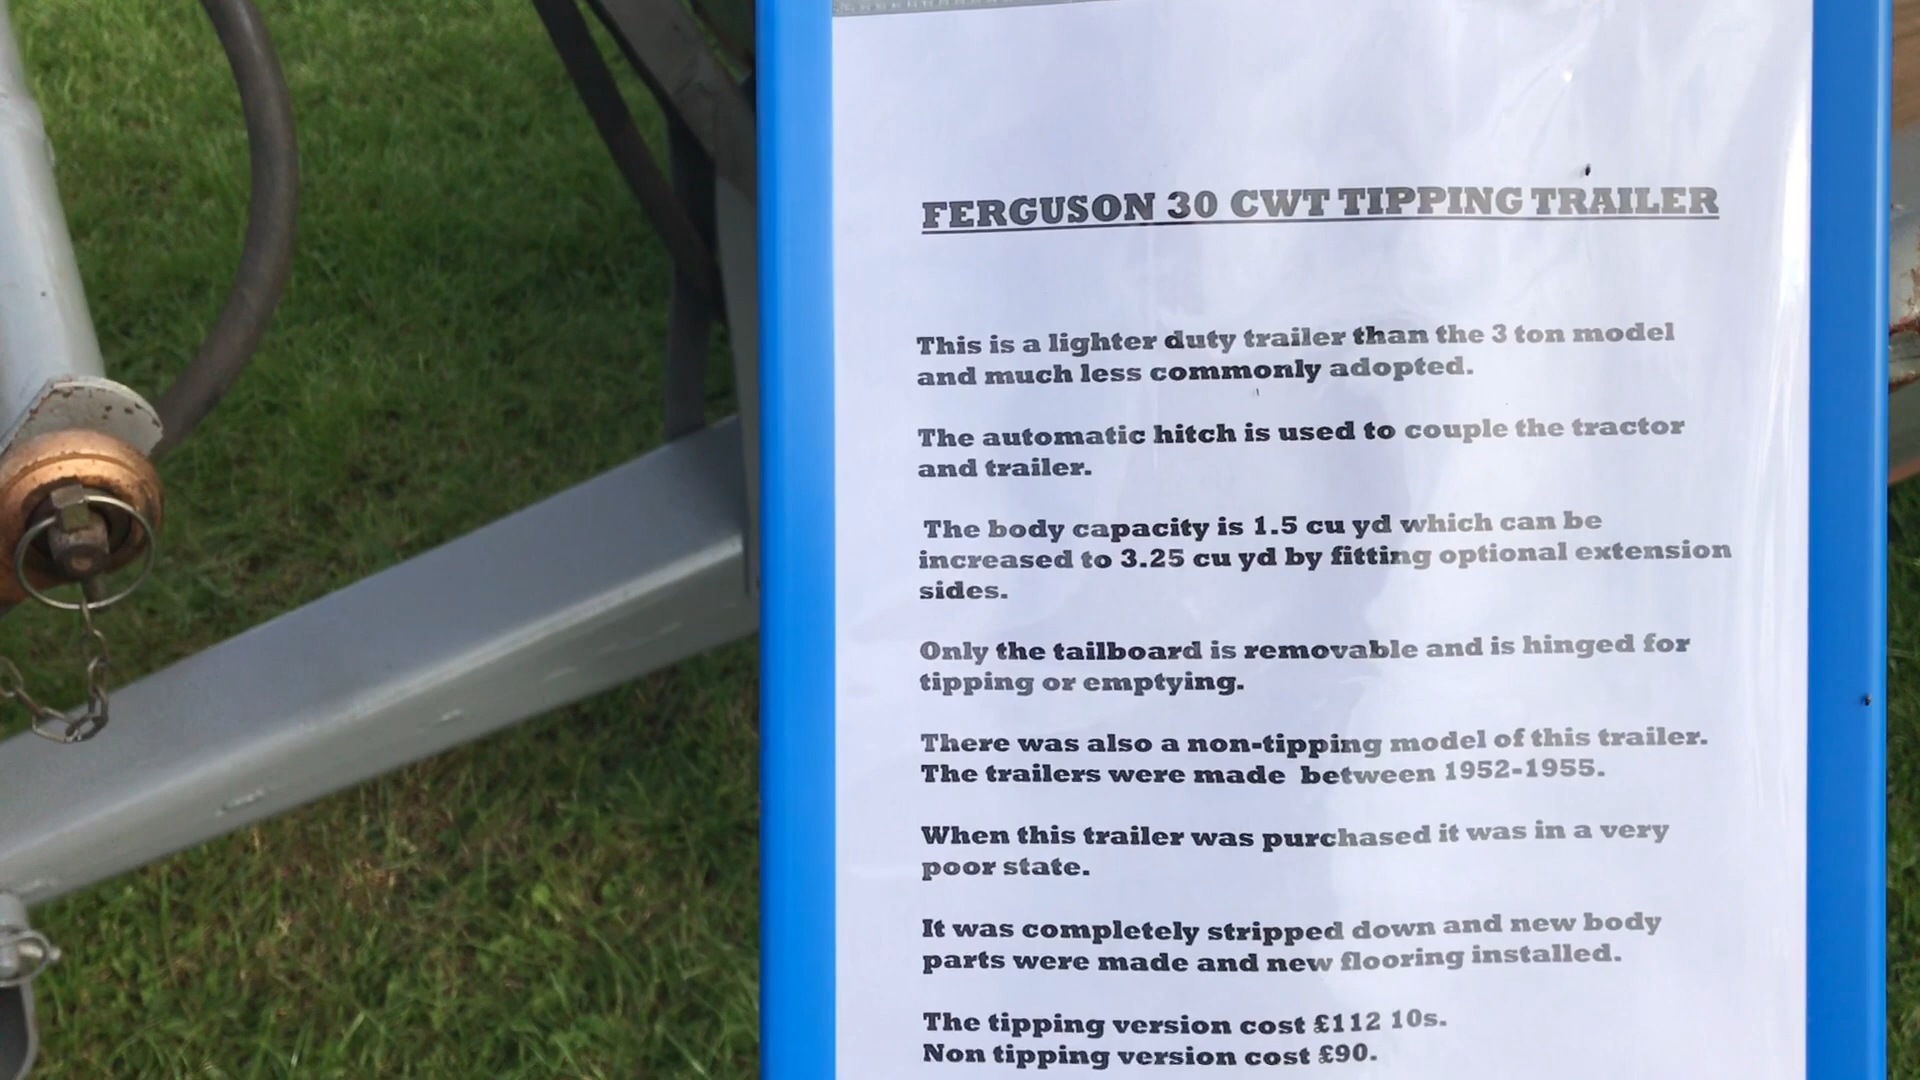 FERGUSON 30 CWT TIPPING TRAILER
This is a lighter duty trailer than the 3 ton model
and much less commonly adopted.
The automatic hitch is used to couple the tractor
and trailer.
The body capacity is 1.5 cu yd which can be
increased to 3.25 cu yd by fitting optional extension
sides.
Only the tailboard is removable and is hinged for
tipping or emptying.
There was also a non-tipping model of this trailer.
The trailers were made between 1952-1955.
When this trailer was purchased it was in a very
poor state.
It was completely stripped down and new body
parts were made and new flooring installed.
The tipping version cost £112 10s.
Non tipping version cost £90.